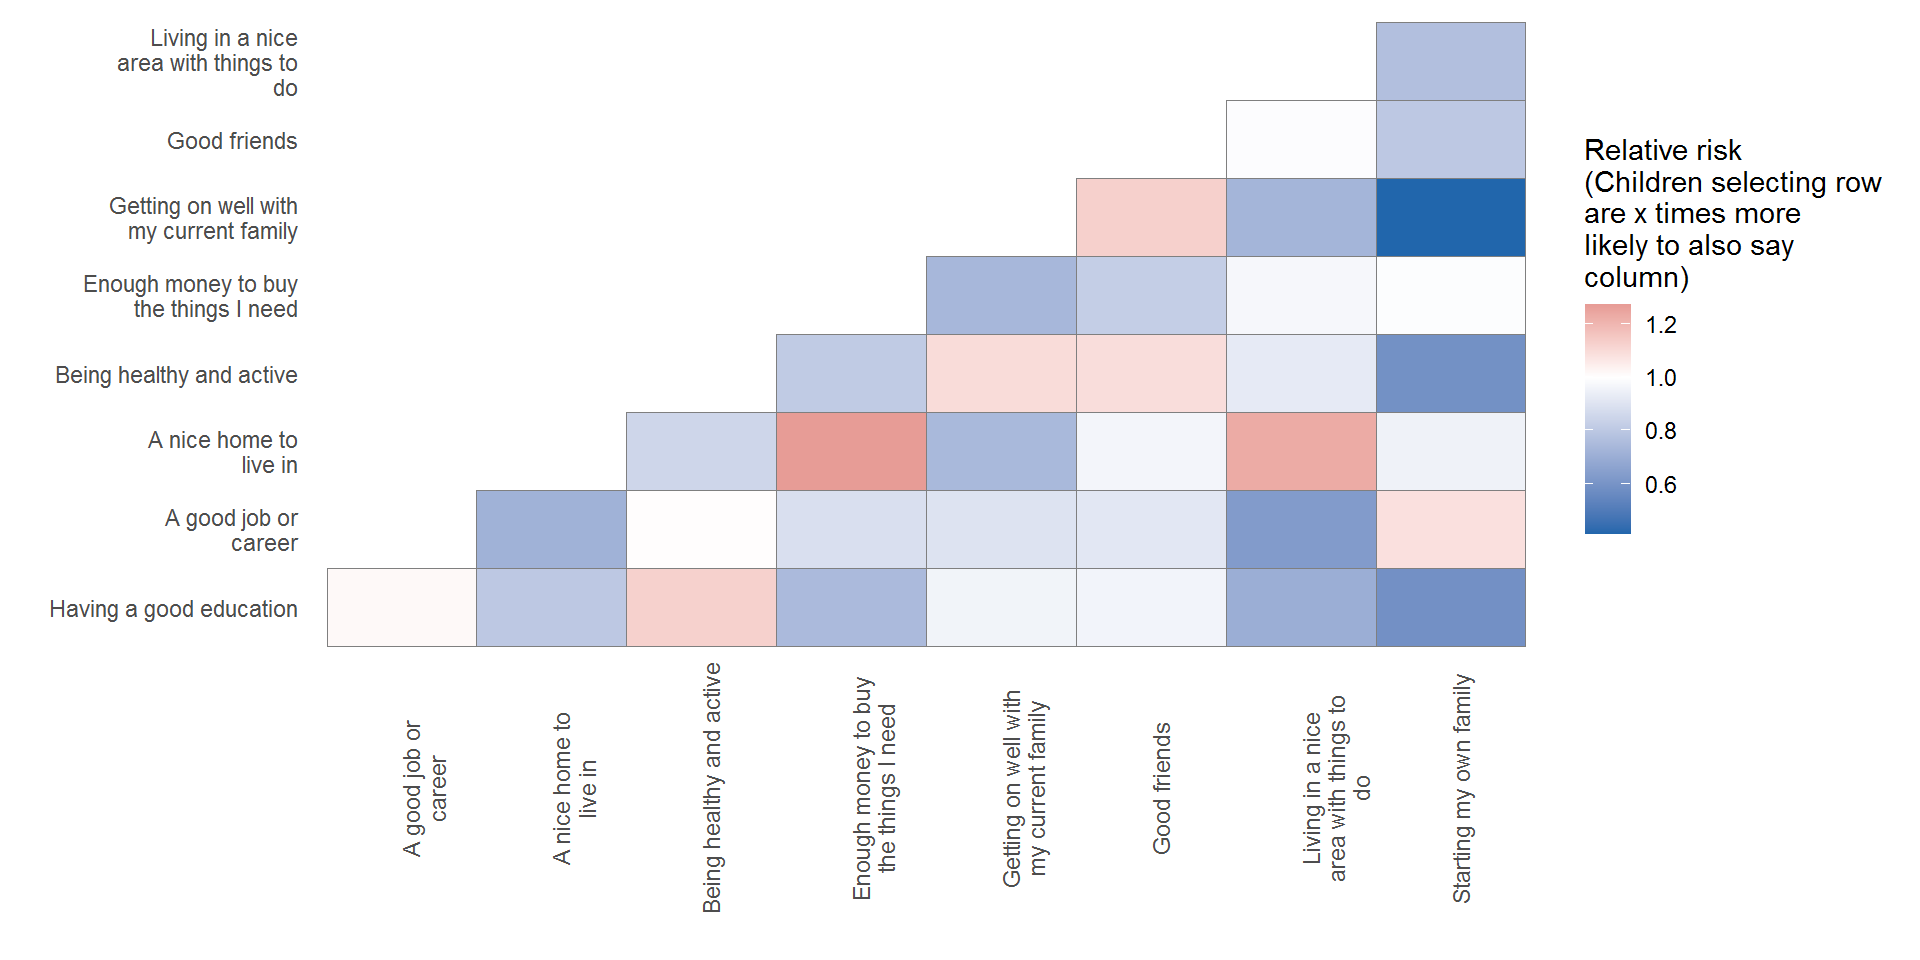 Living in a nice
area with things to
do
Good friends
Getting on well with
my current family
Enough money to buy
the things I need
Being healthy and active
A nice home to
live in
A good job or
career
Having a good education
A good job or
career
A nice home to
live in
Being healthy and active
Enough money to buy
the things I need
Getting on well with
my current family
Good friends
Living in a nice
area with things to
do
Starting my own family
Relative risk
(Children selecting row
are x times more
likely to also say
column)
1.2
1.0
0.8
0.6